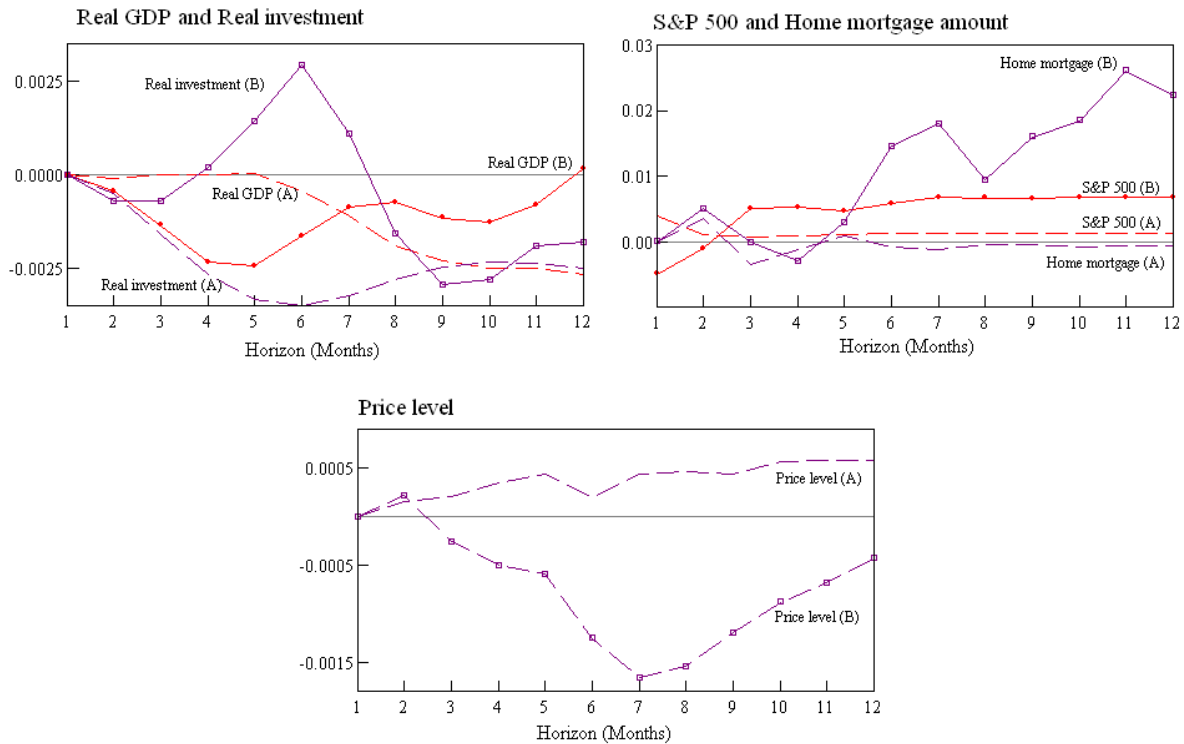 Real GDP and Real investment
0.0025
0.0000
-0.0025
Real investment (B)
Real GDP (B)
Real GDP (A)
Real investment (A)
1 2 3 4 5 6 7 8 9 10 11 12
Horizon (Months)
S&P 500 and Home mortgage amount
0.03
0.02
0.01
0.00
Home mortgage (B)
S&P 500 (B)
S&P 500 (A)
Home mortgage (A)
1 2 3 4 5 6 7 8 9 10 11 12
Horizon (Months)
Price level
0.0005
-0.0005
-0.0015
Price level (A)
Price level (B)
1 2 3 4 5 6 7 8 9 10 11 12
Horizon (Months)